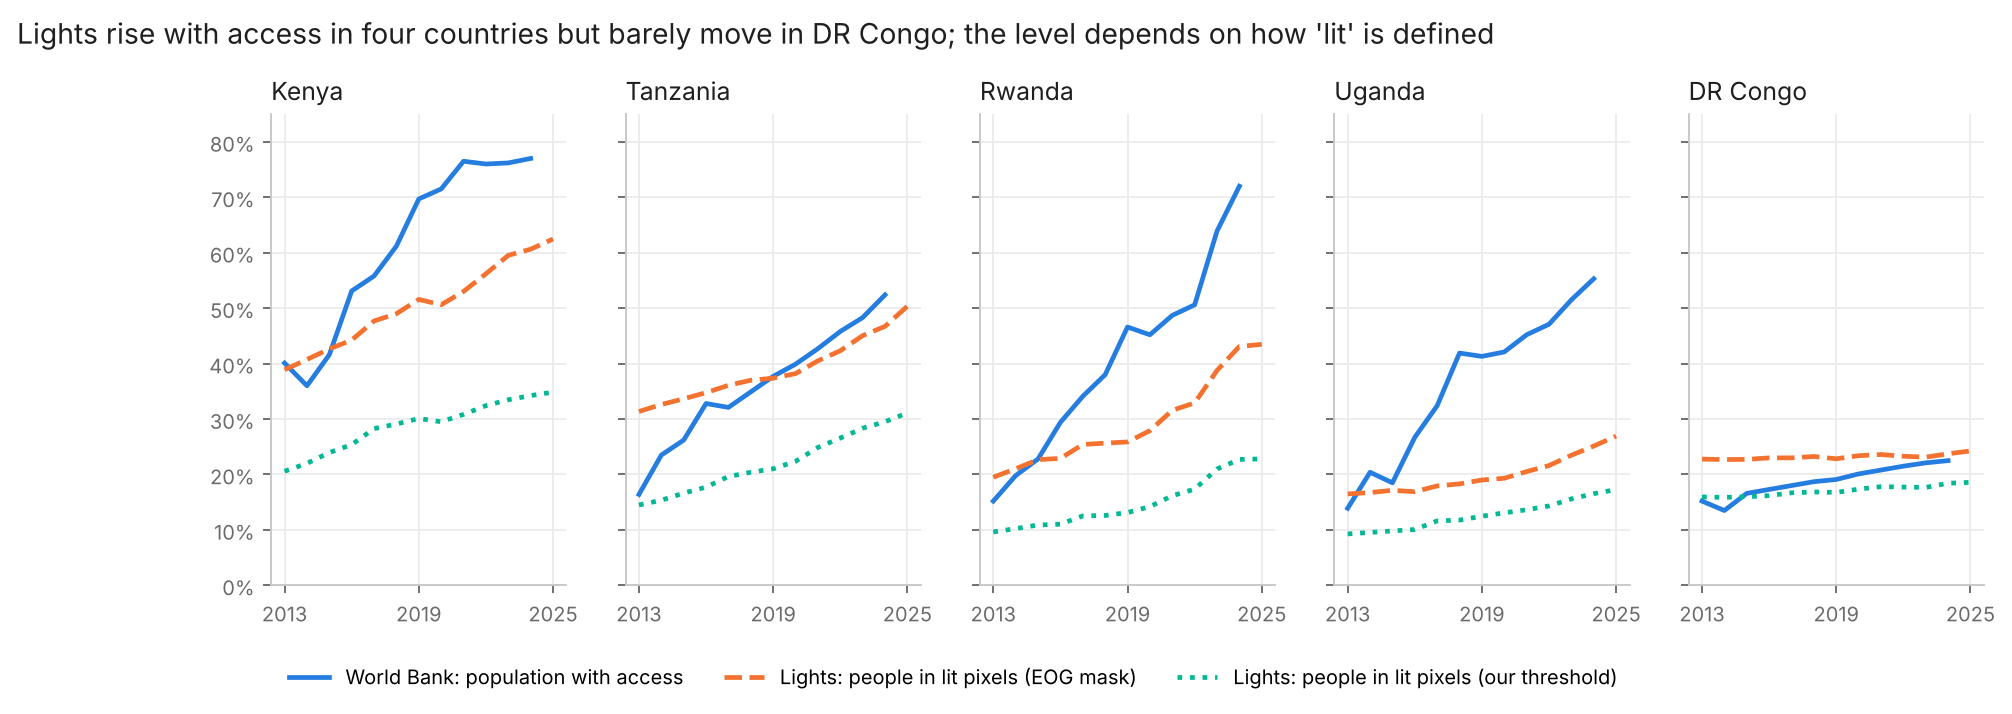 Lights rise with access in four countries but barely move in DR Congo; the level depends on how 'lit' is defined
Kenya Tanzania Rwanda Uganda DR Congo
80%
70%
60%
50%
40%
30%
20%
10%
0%
2013 2019 2025 2013 2019 2025 2013 2019 2025 2013 2019 2025 2013 2019 2025
World Bank: population with access Lights: people in lit pixels (EOG mask) Lights: people in lit pixels (our threshold)